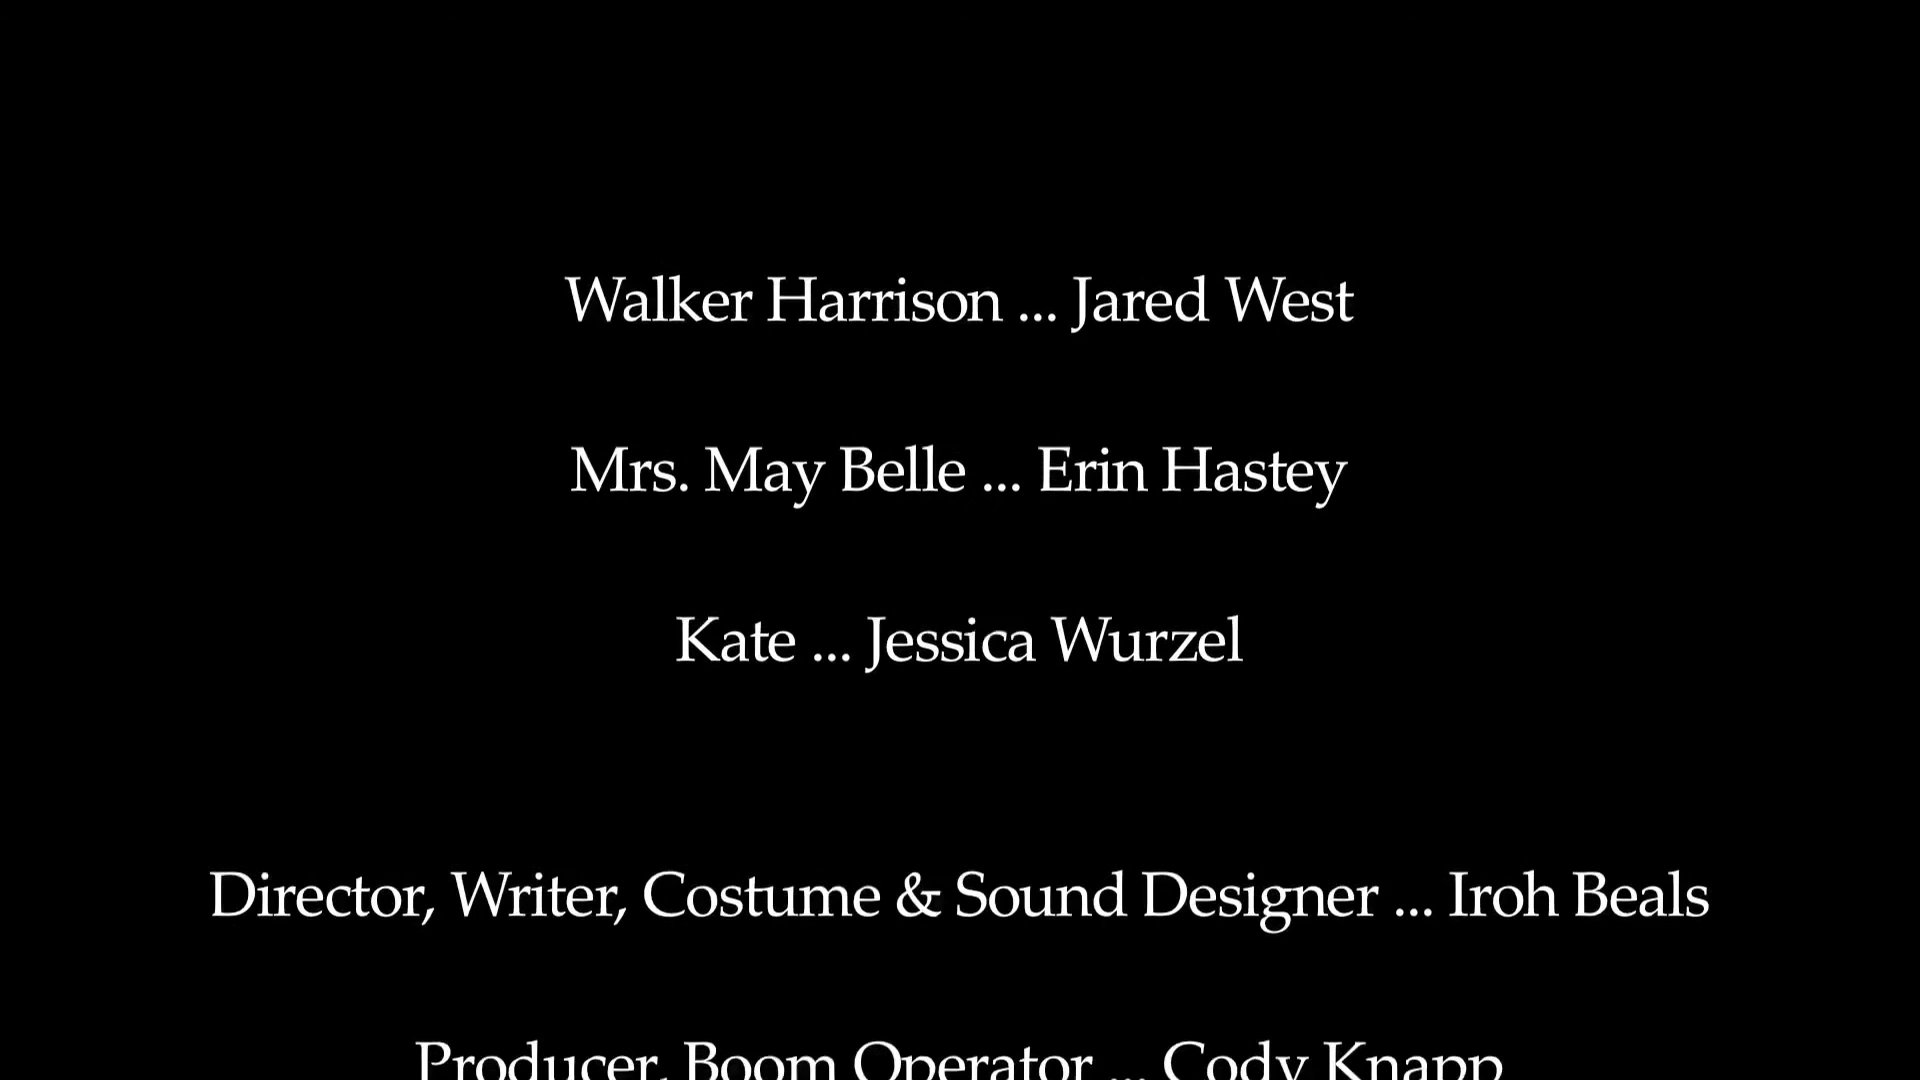 Walker Harrison ... Jared West
Mrs. May Belle ... Erin Hastey
Kate ... Jessica Wurzel
Director, Writer, Costume & Sound Designer ... Iroh Beals
Producer, Boom Operator ... Cody Knapp